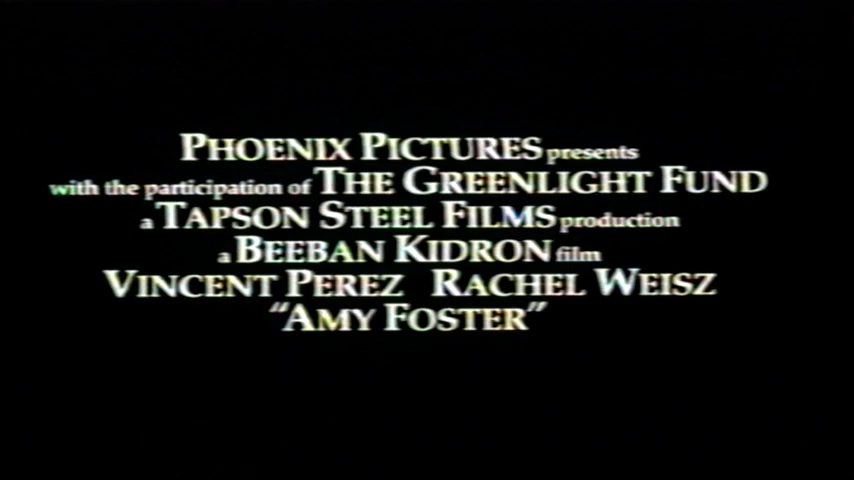 PHOENIX PICTURES presents
with the participation of THE GREENLIGHT FUND
a TAPSON STEEL FILMS production
a BEEBAN KIDRON film
VINCENT PEREZ RACHEL WEISZ
"AMY FOSTER"